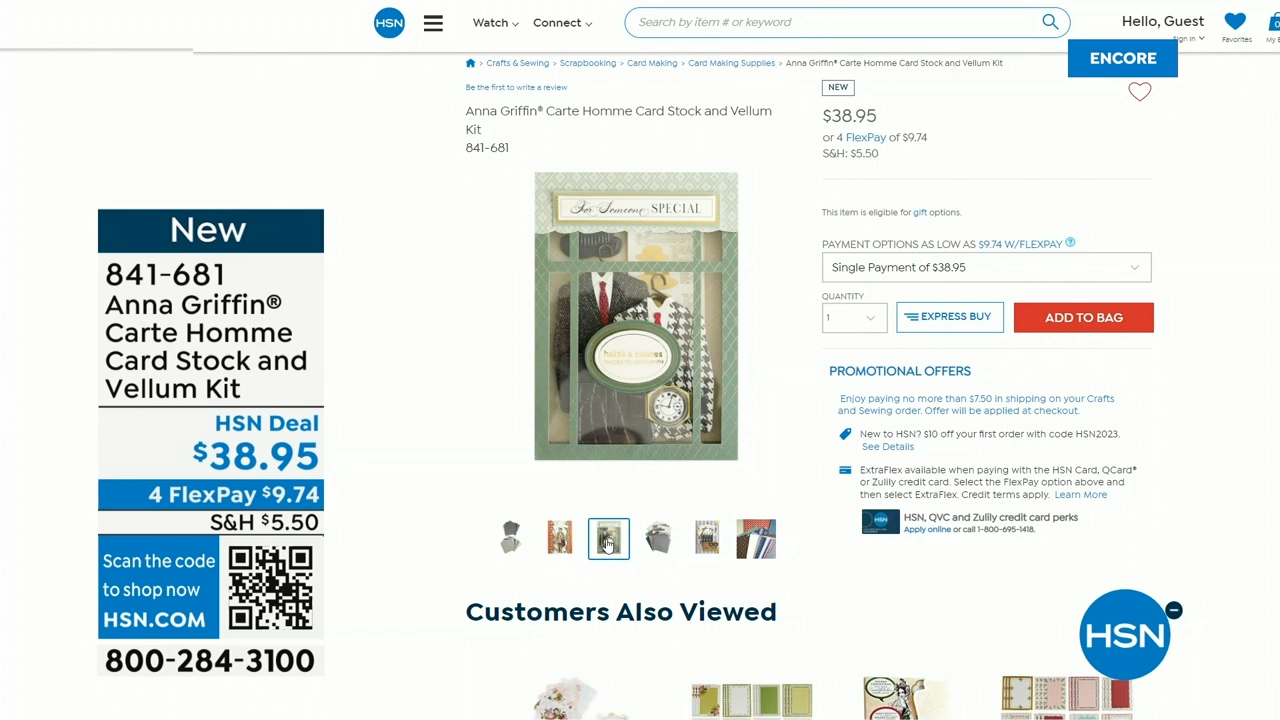 HSN
Watch
Connect
Search by item # or keyword
Hello, Guest
Sign In
Favorites
0
ENCORE
> Crafts & Sewing > Scrapbooking > Card Making > Card Making Supplies > Anna Griffin® Carte Homme Card Stock and Vellum Kit
Be the first to write a review
Anna Griffin® Carte Homme Card Stock and Vellum
Kit
841-681
For Someone SPECIAL
NEW
$38.95
or 4 FlexPay of $9.74
S&H: $5.50
This item is eligible for gift options.
PAYMENT OPTIONS AS LOW AS $9.74 W/FLEXPAY ?
Single Payment of $38.95
QUANTITY
1
EXPRESS BUY
ADD TO BAG
PROMOTIONAL OFFERS
Enjoy paying no more than $7.50 in shipping on your Crafts
and Sewing order. Offer will be applied at checkout.
New to HSN? $10 off your first order with code HSN2023.
See Details
ExtraFlex available when paying with the HSN Card, QCard®
or Zulily credit card. Select the FlexPay option above and
then select ExtraFlex. Credit terms apply. Learn More
HSN, QVC and Zulily credit card perks
Apply online or call 1-800-695-1418.
Customers Also Viewed
HSN
New
841-681
Anna Griffin®
Carte Homme
Card Stock and
Vellum Kit
HSN Deal
$38.95
4 FlexPay $9.74
S&H $5.50
Scan the code
to shop now
HSN.COM
800-284-3100